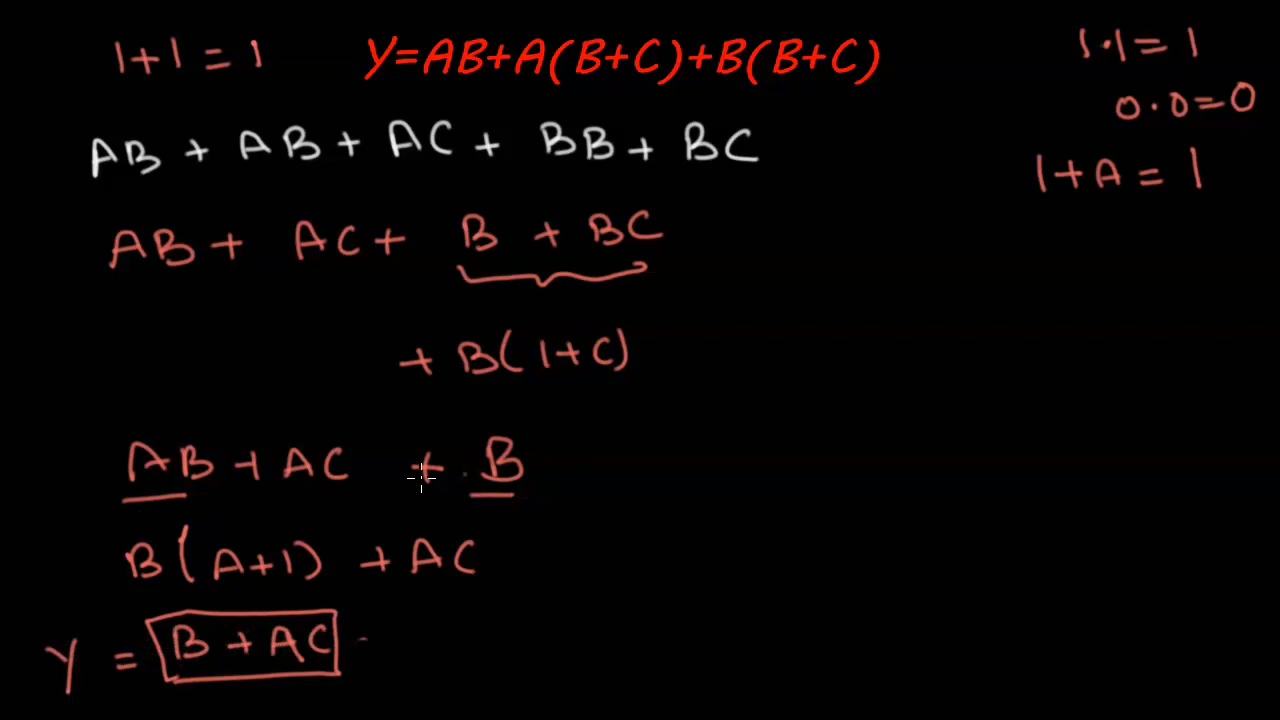 1+1=1
Y=AB+A(B+C)+B(B+C)
1·1=1
0·0=0
1+A=1
AB + AB + AC + BB + BC
AB + AC + B + BC
+ B(1+C)
AB + AC + B
B(A+1) + AC
Y = B + AC